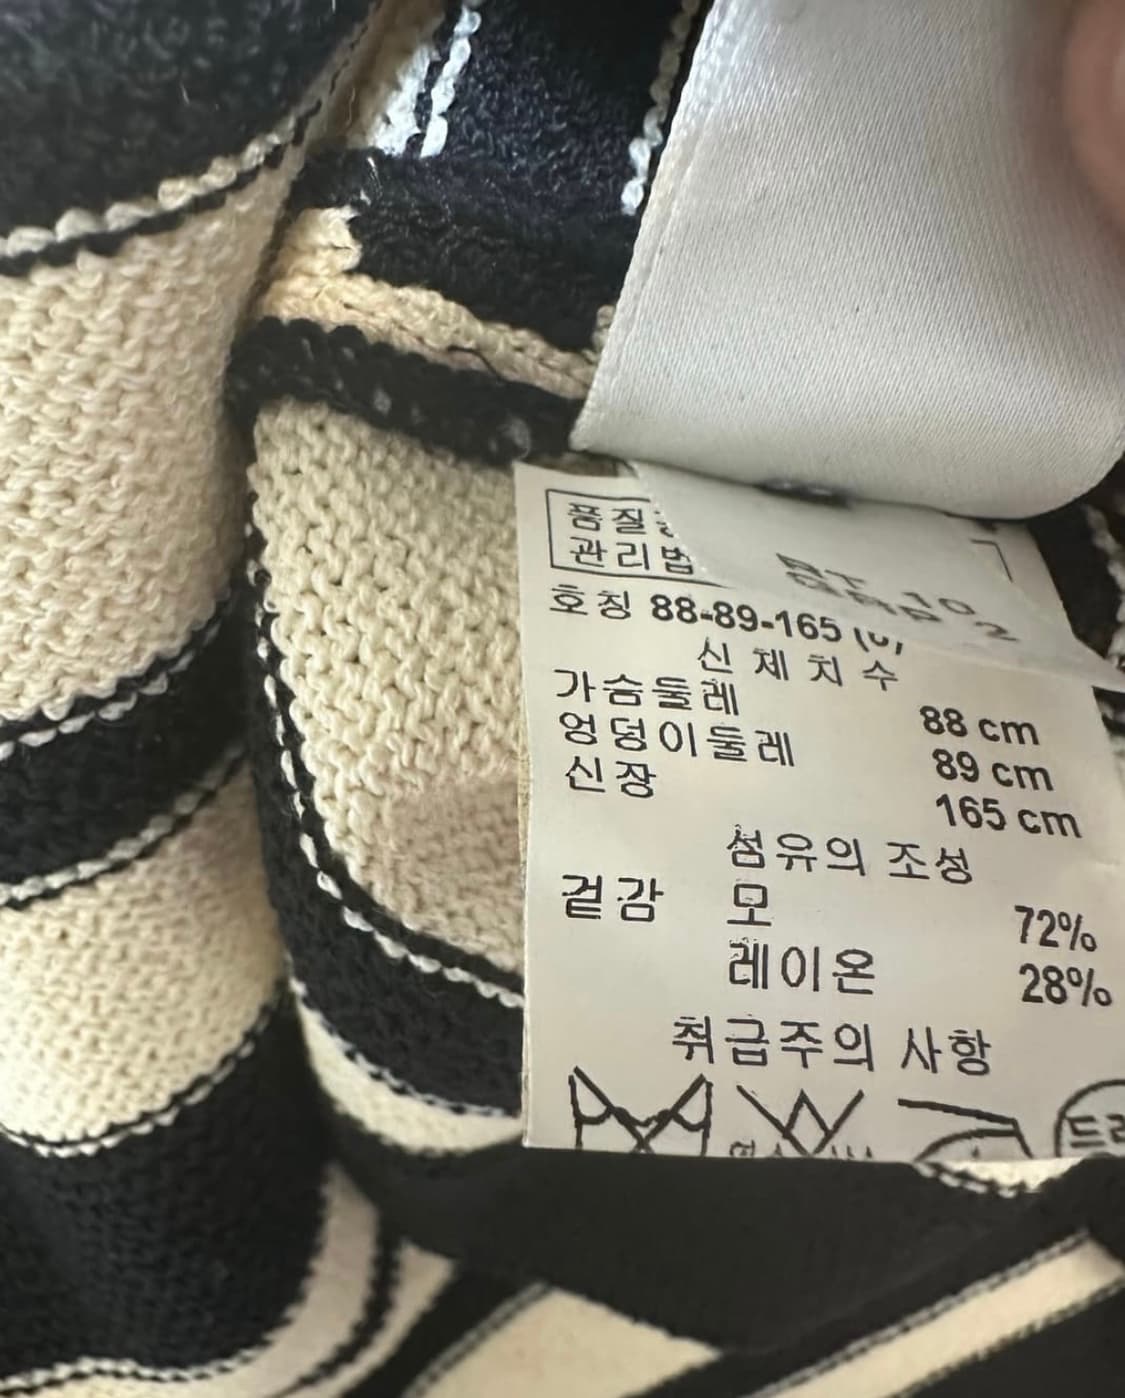 품질
관리법
호칭 88-89-165
신체치수
가슴둘레 88 cm
엉덩이둘레 89 cm
신장 165 cm
섬유의 조성
겉감 모 72%
레이온 28%
취급주의 사항